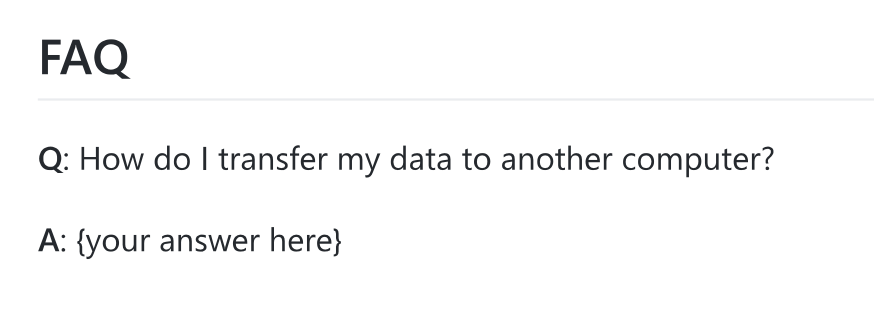 FAQ
Q: How do I transfer my data to another computer?
A: {your answer here}